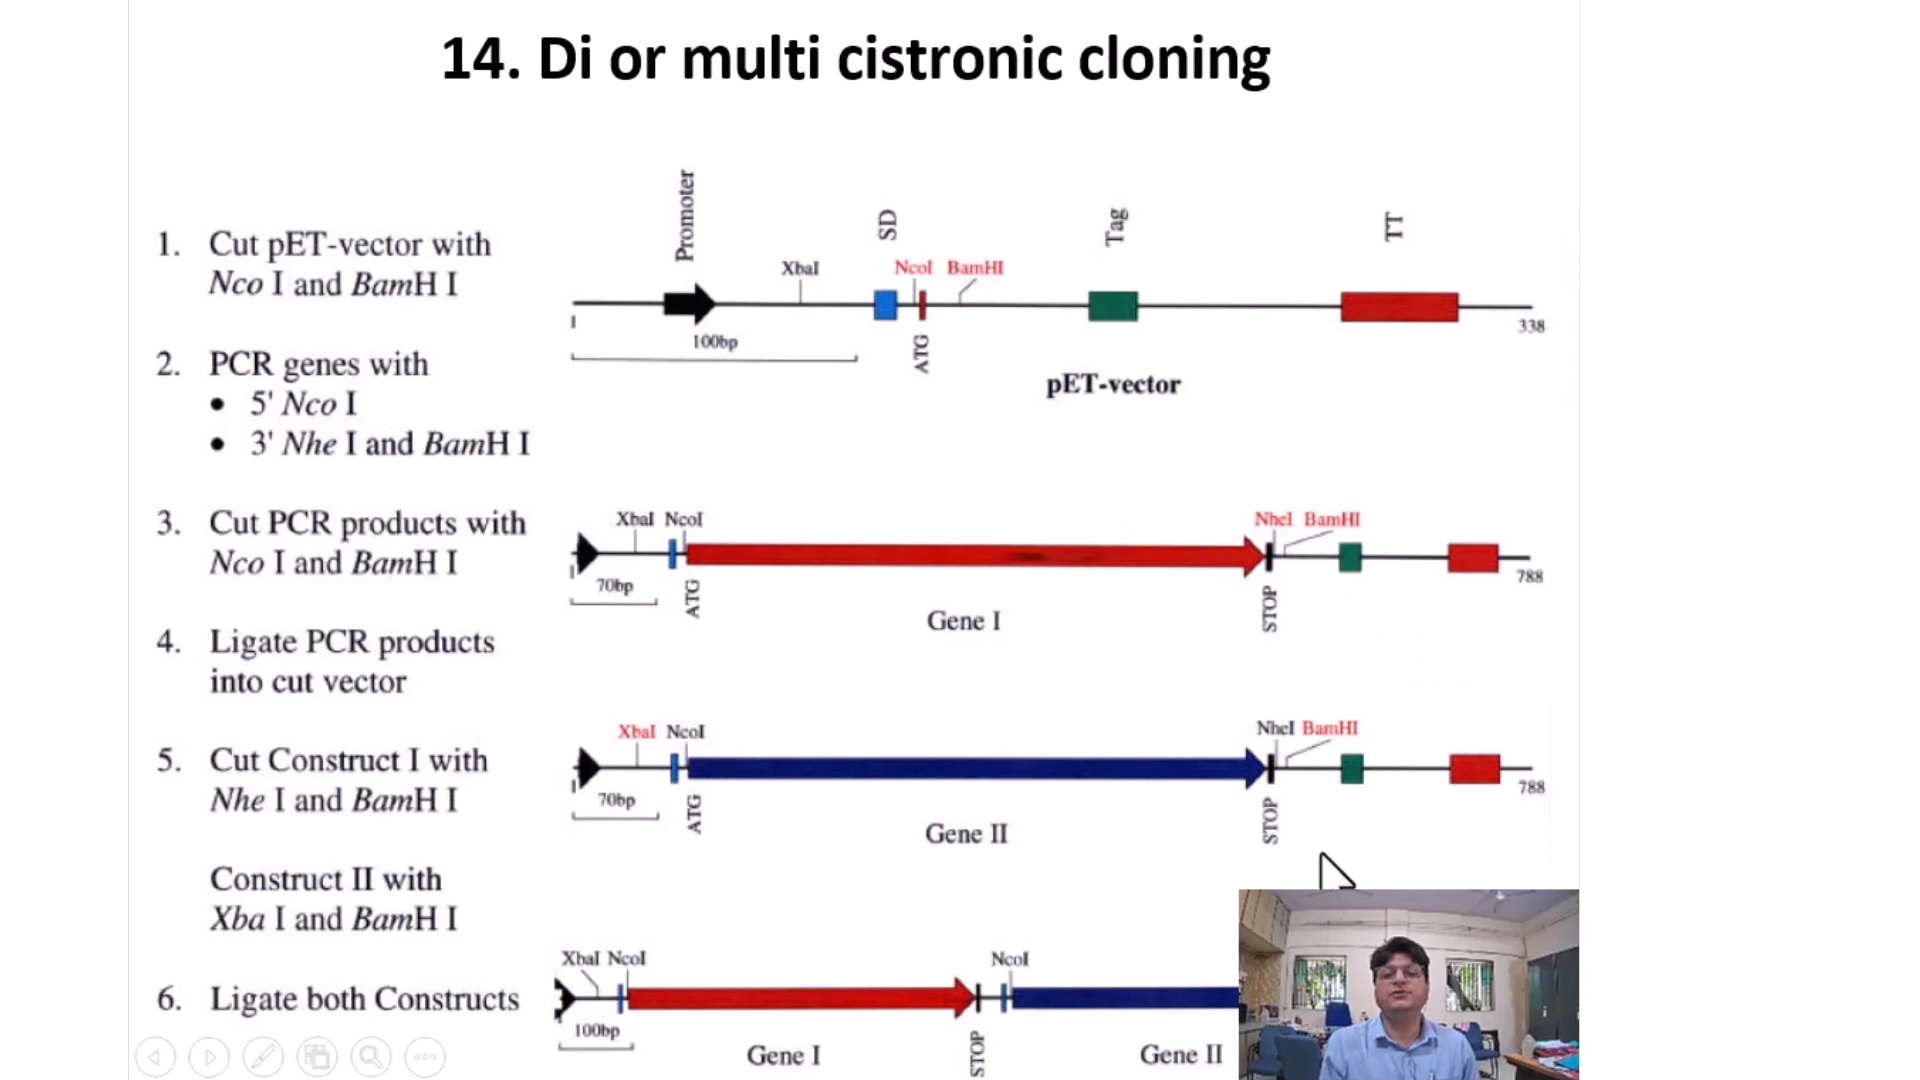 14. Di or multi cistronic cloning
1. Cut pET-vector with
Nco I and BamH I
2. PCR genes with
• 5' Nco I
• 3' Nhe I and BamH I
3. Cut PCR products with
Nco I and BamH I
4. Ligate PCR products
into cut vector
5. Cut Construct I with
Nhe I and BamH I
Construct II with
Xba I and BamH I
6. Ligate both Constructs
Promoter
SD
Tag
TT
XbaI
NcoI
BamHI
1
100bp
ATG
338
pET-vector
XbaI NcoI
NheI BamHI
1
70bp
ATG
STOP
788
Gene I
XbaI NcoI
NheI BamHI
1
70bp
ATG
STOP
788
Gene II
XbaI NcoI
NcoI
100bp
STOP
Gene I
Gene II